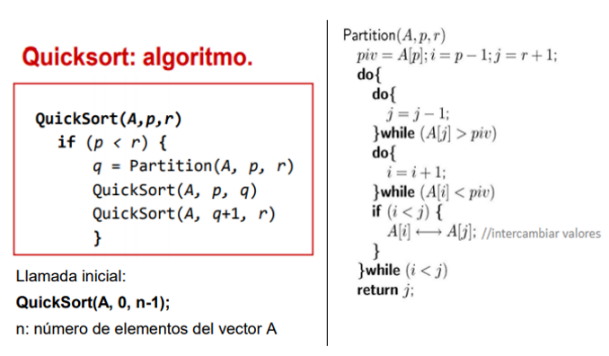 Quicksort: algoritmo.
QuickSort(A,p,r)
if (p < r) {
q = Partition(A, p, r)
QuickSort(A, p, q)
QuickSort(A, q+1, r)
}
Llamada inicial:
QuickSort(A, 0, n-1);
n: número de elementos del vector A
Partition(A, p, r)
piv = A[p]; i = p − 1; j = r + 1;
do{
do{
j = j − 1;
}while (A[j] > piv)
do{
i = i + 1;
}while (A[i] < piv)
if (i < j) {
A[i] ⟷ A[j]; //intercambiar valores
}
}while (i < j)
return j;